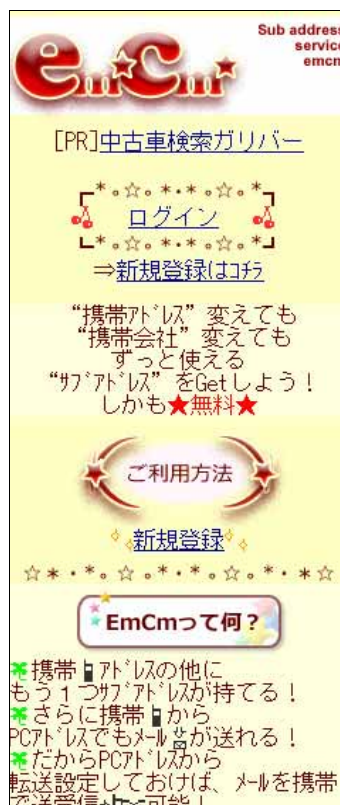 EmCm
Sub address
service
emcm
[PR]中古車検索ガリバー
*｡☆｡*･*｡☆｡*
ログイン
*｡☆｡*･*｡☆｡*
⇒新規登録はｺﾁﾗ
“携帯ｱﾄﾞﾚｽ”変えても
“携帯会社”変えても
ずっと使える
“ｻﾌﾞｱﾄﾞﾚｽ”をGetしよう！
しかも★無料★
ご利用方法
新規登録
☆*･*｡☆｡*･*｡☆｡*･*☆
EmCmって何？
携帯ｱﾄﾞﾚｽの他に
もう１つｻﾌﾞｱﾄﾞﾚｽが持てる！
さらに携帯から
PCｱﾄﾞﾚｽでもﾒｰﾙが送れる！
だからPCｱﾄﾞﾚｽから
転送設定しておけば、ﾒｰﾙを携帯
で送受信
可能！